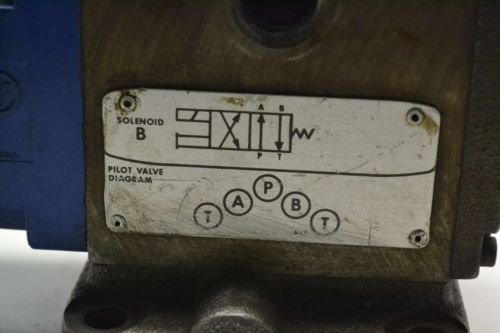 A B
SOLENOID
B
P T
PILOT VALVE
DIAGRAM
P
A B
T T